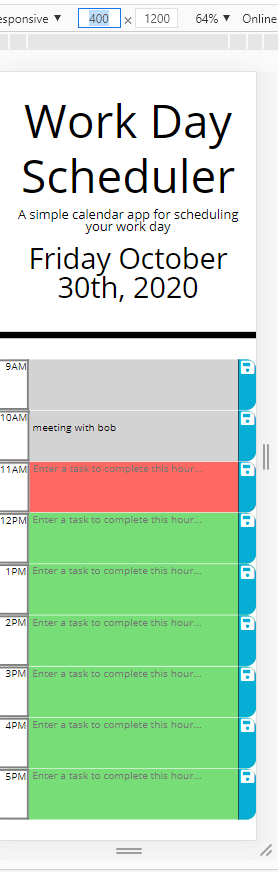 esponsive ▼ 400 × 1200 64% ▼ Online
Work Day
Scheduler
A simple calendar app for scheduling
your work day
Friday October
30th, 2020
9AM
10AM meeting with bob
11AM Enter a task to complete this hour...
12PM Enter a task to complete this hour...
1PM Enter a task to complete this hour...
2PM Enter a task to complete this hour...
3PM Enter a task to complete this hour...
4PM Enter a task to complete this hour...
5PM Enter a task to complete this hour...